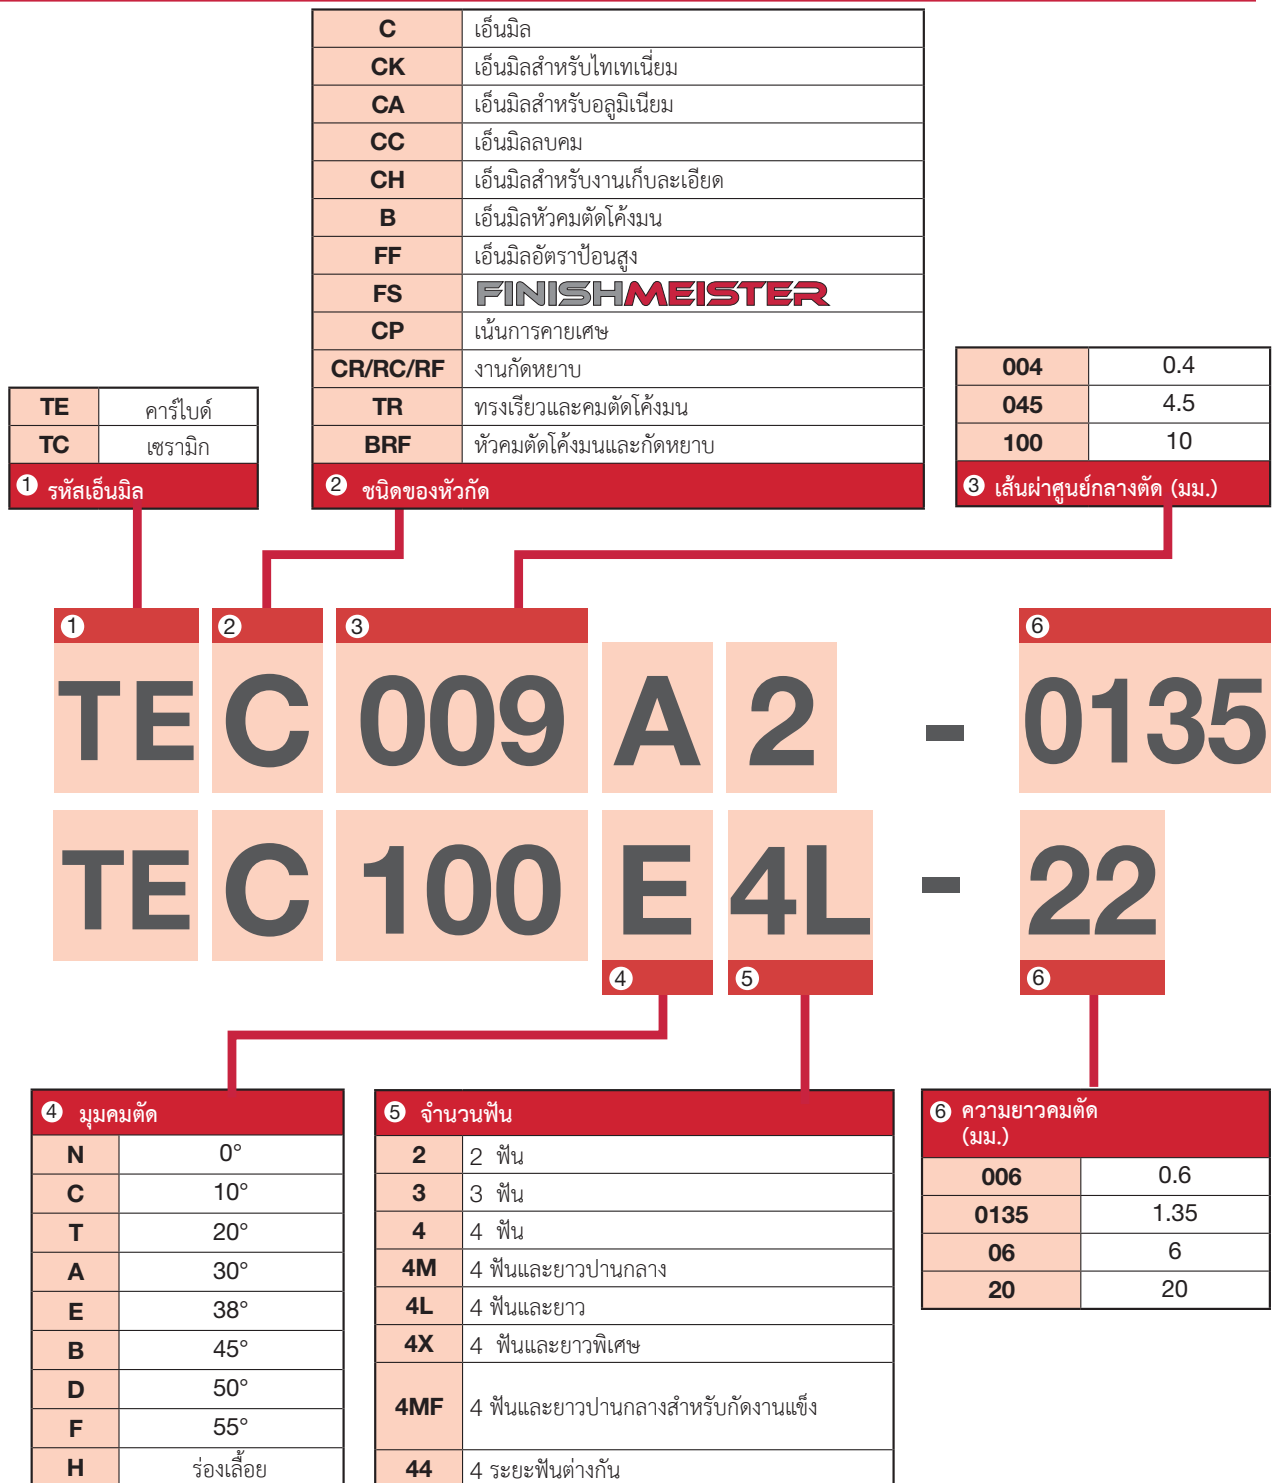 C เอ็นมิล
CK เอ็นมิลสำหรับไทเทเนี่ยม
CA เอ็นมิลสำหรับอลูมิเนียม
CC เอ็นมิลลบคม
CH เอ็นมิลสำหรับงานเก็บละเอียด
B เอ็นมิลหัวคมตัดโค้งมน
FF เอ็นมิลอัตราป้อนสูง
FS FINISHMEISTER
CP เน้นการคายเศษ
CR/RC/RF งานกัดหยาบ
TR ทรงเรียวและคมตัดโค้งมน
BRF หัวคมตัดโค้งมนและกัดหยาบ
2 ชนิดของหัวกัด
TE คาร์ไบด์
TC เซรามิก
1 รหัสเอ็นมิล
004 0.4
045 4.5
100 10
3 เส้นผ่าศูนย์กลางตัด (มม.)
1 2 3 6
TE C 009 A 2 - 0135
TE C 100 E 4L - 22
4 5 6
4 มุมคมตัด
N 0°
C 10°
T 20°
A 30°
E 38°
B 45°
D 50°
F 55°
H ร่องเลื้อย
5 จำนวนฟัน
2 2 ฟัน
3 3 ฟัน
4 4 ฟัน
4M 4 ฟันและยาวปานกลาง
4L 4 ฟันและยาว
4X 4 ฟันและยาวพิเศษ
4MF 4 ฟันและยาวปานกลางสำหรับกัดงานแข็ง
44 4 ระยะฟันต่างกัน
6 ความยาวคมตัด
(มม.)
006 0.6
0135 1.35
06 6
20 20